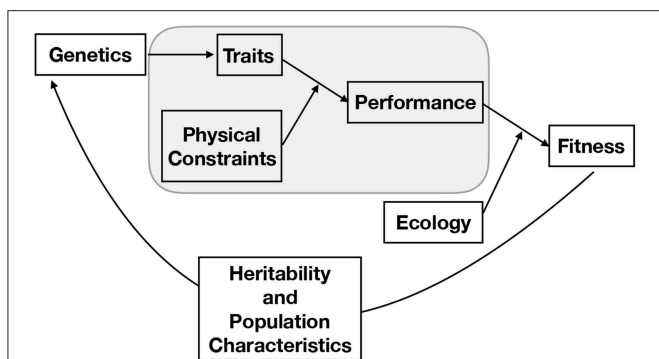 Genetics
Traits
Performance
Physical
Constraints
Fitness
Ecology
Heritability
and
Population
Characteristics